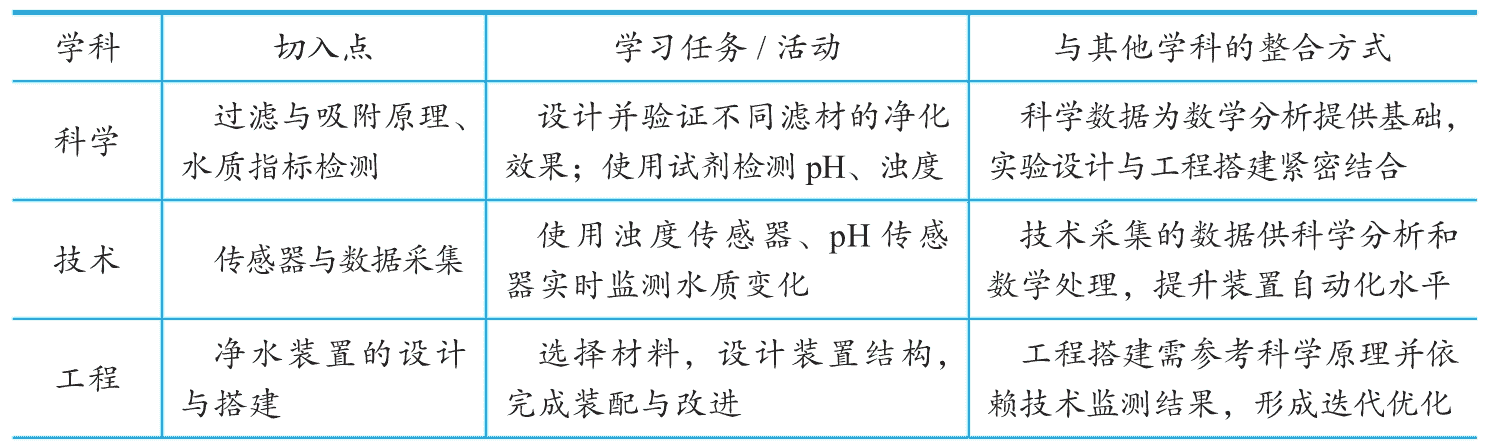 学科 切入点 学习任务 / 活动 与其他学科的整合方式
科学
过滤与吸附原理、
水质指标检测
设计并验证不同滤材的净化
效果；使用试剂检测 pH、浊度
科学数据为数学分析提供基础，
实验设计与工程搭建紧密结合
技术
传感器与数据采集
使用浊度传感器、pH 传感
器实时监测水质变化
技术采集的数据供科学分析和
数学处理，提升装置自动化水平
工程
净水装置的设计
与搭建
选择材料，设计装置结构，
完成装配与改进
工程搭建需参考科学原理并依
赖技术监测结果，形成迭代优化